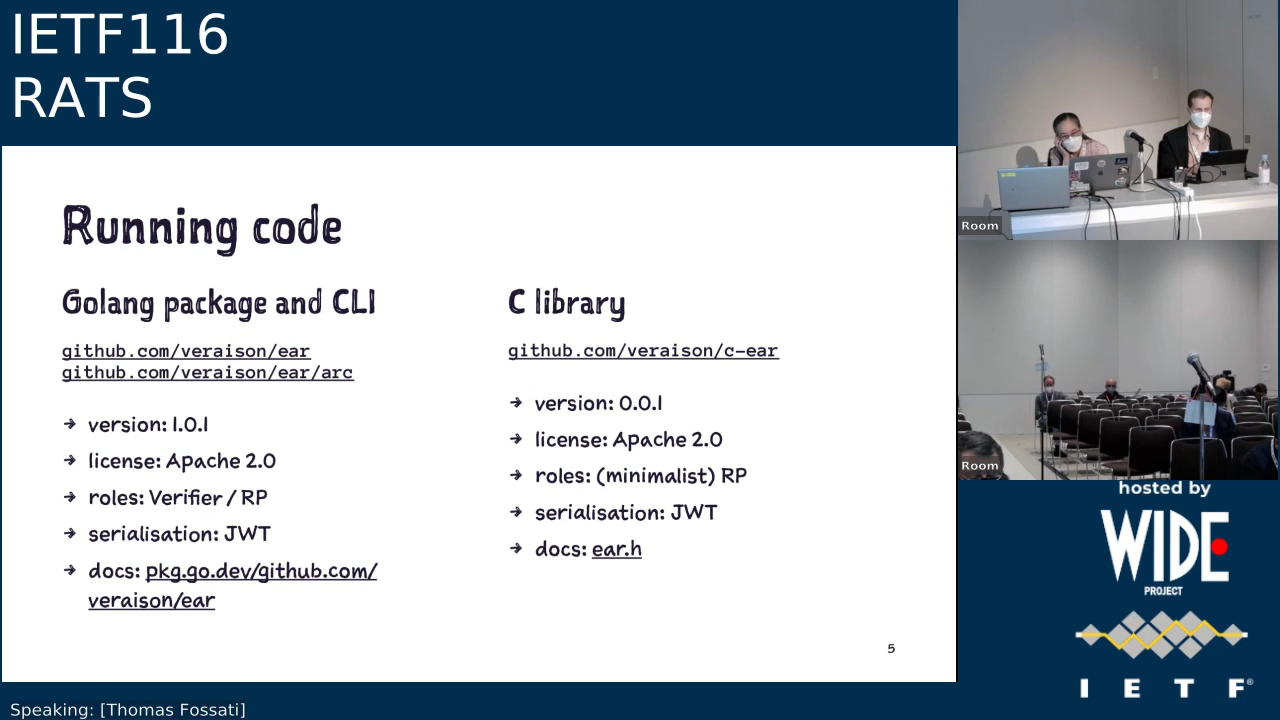 IETF116
RATS
Running code
Golang package and CLI
github.com/veraison/ear
github.com/veraison/ear/arc
→ version: 1.0.1
→ license: Apache 2.0
→ roles: Verifier / RP
→ serialisation: JWT
→ docs: pkg.go.dev/github.com/
veraison/ear
C library
github.com/veraison/c-ear
→ version: 0.0.1
→ license: Apache 2.0
→ roles: (minimalist) RP
→ serialisation: JWT
→ docs: ear.h
5
Room
Room
hosted by
WIDE
PROJECT
I E T F®
Speaking: [Thomas Fossati]